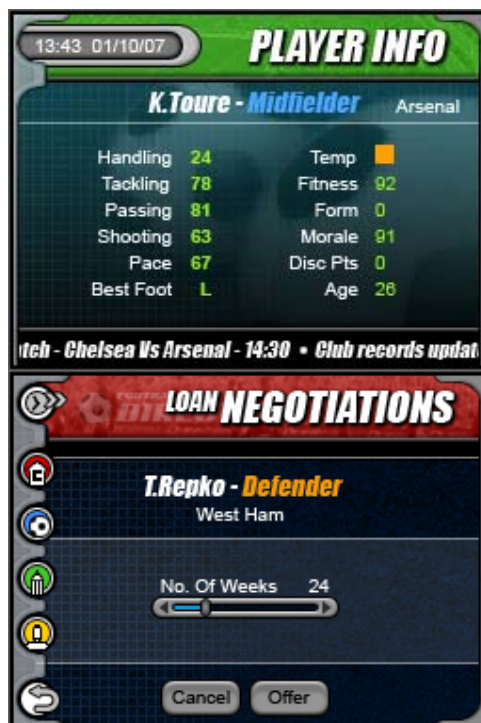 13:43 01/10/07
PLAYER INFO
K.Toure - Midfielder Arsenal
Handling 24 Temp
Tackling 78 Fitness 92
Passing 81 Form 0
Shooting 63 Morale 91
Pace 67 Disc Pts 0
Best Foot L Age 26
tch - Chelsea Vs Arsenal - 14:30 • Club records updat
LOAN NEGOTIATIONS
T.Repko - Defender
West Ham
No. Of Weeks 24
Cancel Offer